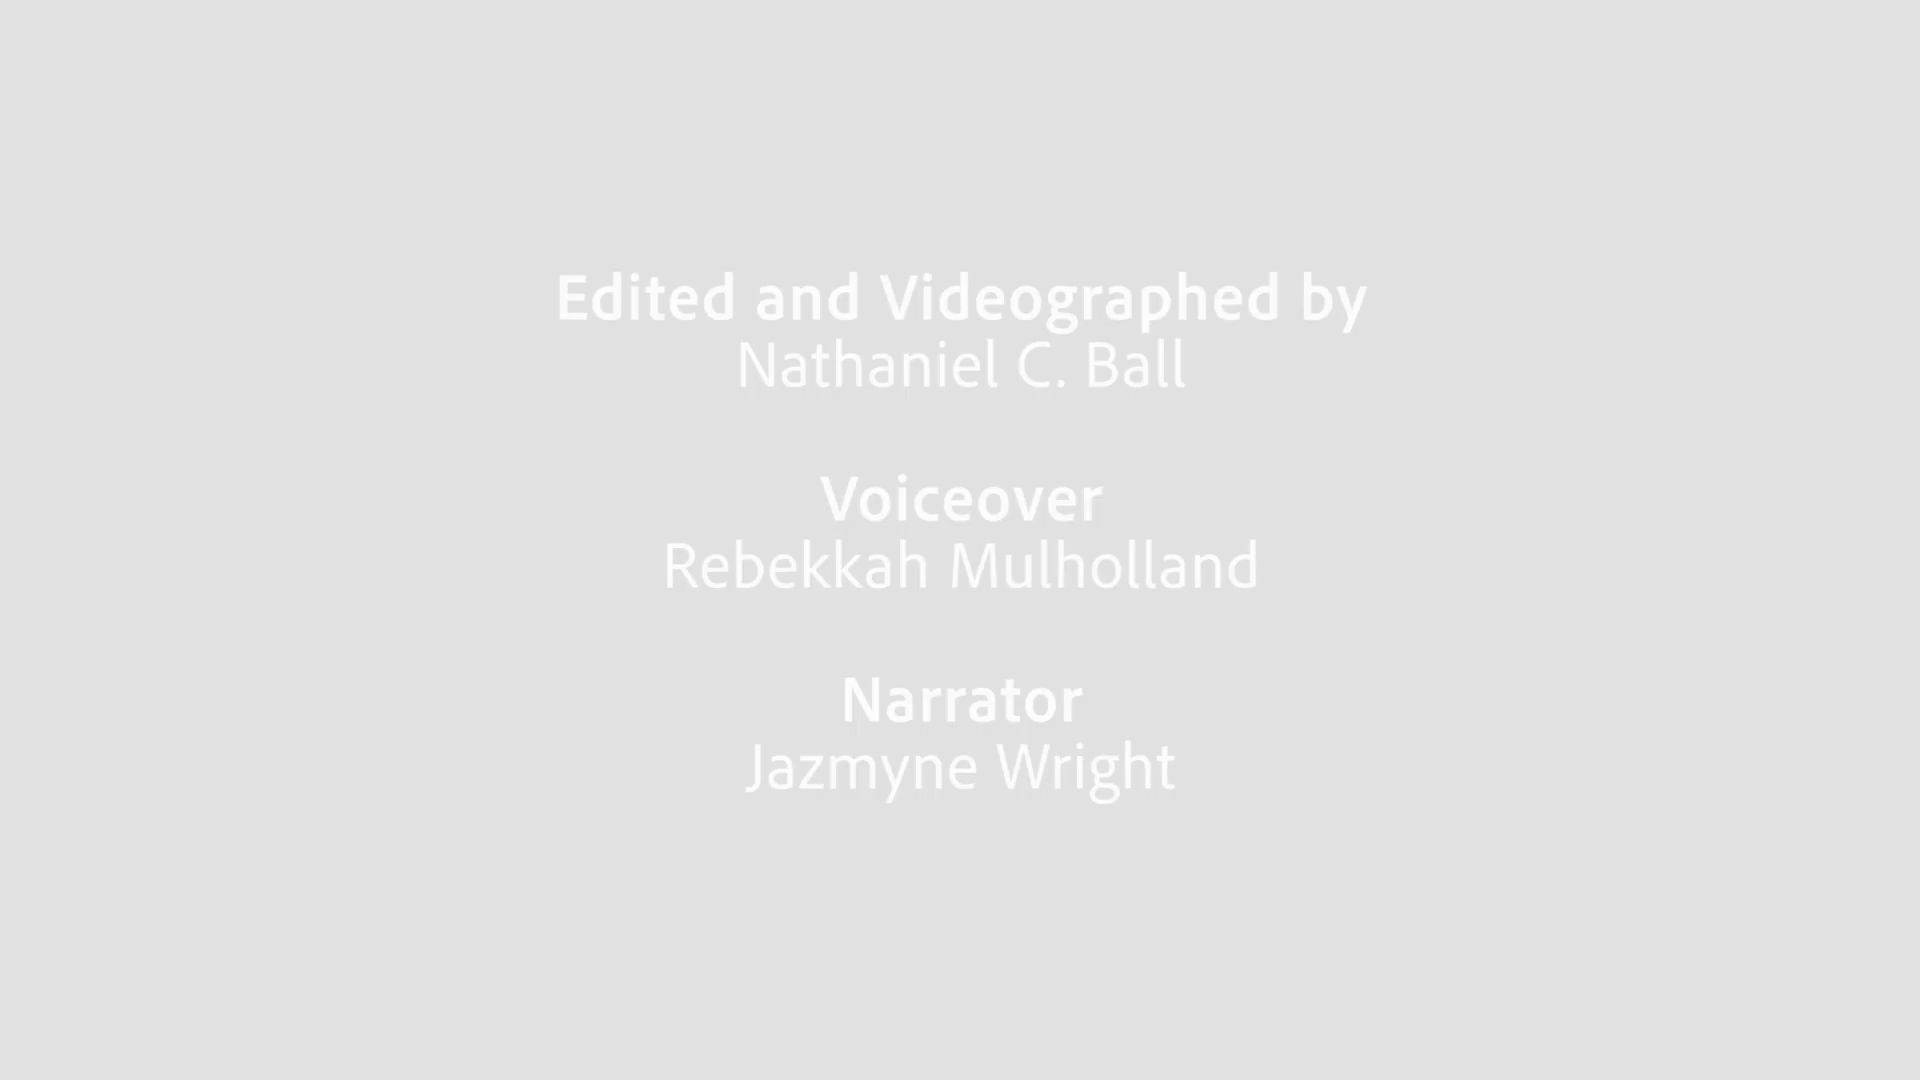 Edited and Videographed by
Nathaniel C. Ball
Voiceover
Rebekkah Mulholland
Narrator
Jazmyne Wright